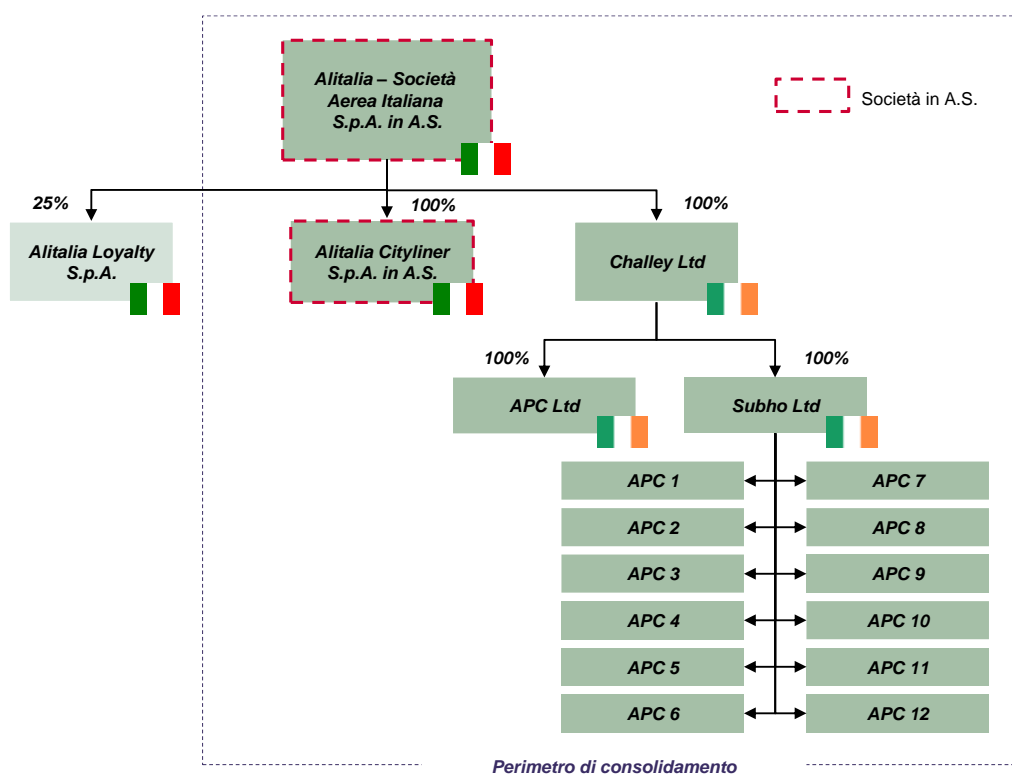 Alitalia – Società
Aerea Italiana
S.p.A. in A.S.
Società in A.S.
25%
100%
100%
Alitalia Loyalty
S.p.A.
Alitalia Cityliner
S.p.A. in A.S.
Challey Ltd
100%
100%
APC Ltd
Subho Ltd
APC 1
APC 7
APC 2
APC 8
APC 3
APC 9
APC 4
APC 10
APC 5
APC 11
APC 6
APC 12
Perimetro di consolidamento